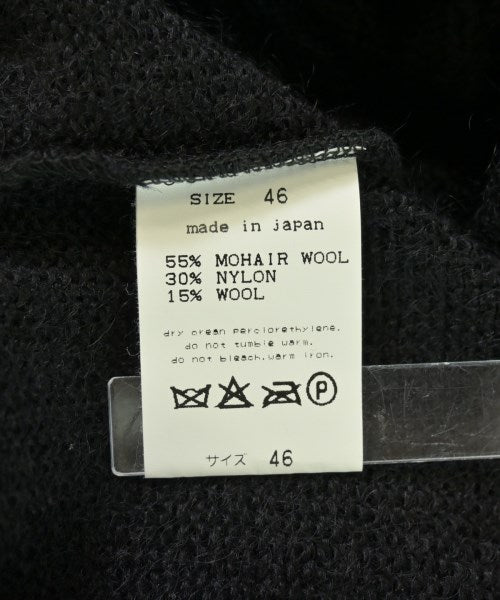 SIZE 46
made in japan
55% MOHAIR WOOL
30% NYLON
15% WOOL
dry crean perclorethylene.
do not tumble warm.
do not bleach.warm iron.
P
サイズ 46